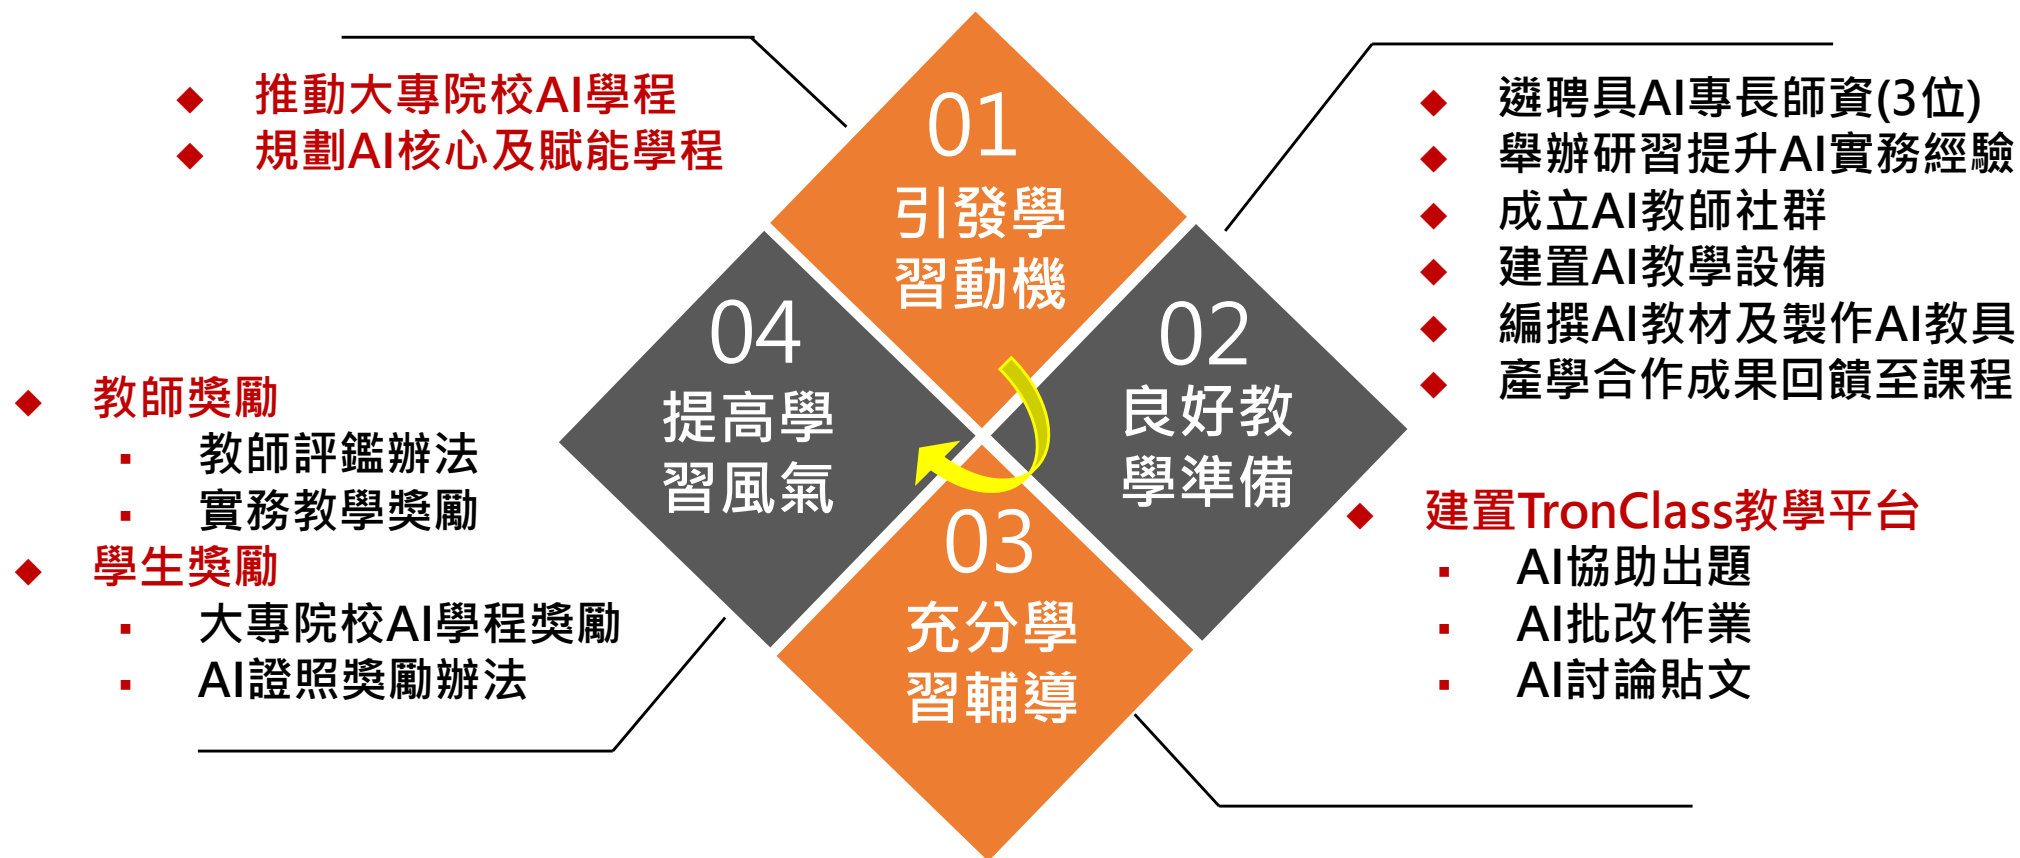 推動大專院校AI學程
規劃AI核心及賦能學程
01
引發學
習動機
遴聘具AI專長師資(3位)
舉辦研習提升AI實務經驗
成立AI教師社群
建置AI教學設備
編撰AI教材及製作AI教具
產學合作成果回饋至課程
02
良好教
學準備
建置TronClass教學平台
AI協助出題
AI批改作業
AI討論貼文
03
充分學
習輔導
04
提高學
習風氣
教師獎勵
教師評鑑辦法
實務教學獎勵
學生獎勵
大專院校AI學程獎勵
AI證照獎勵辦法